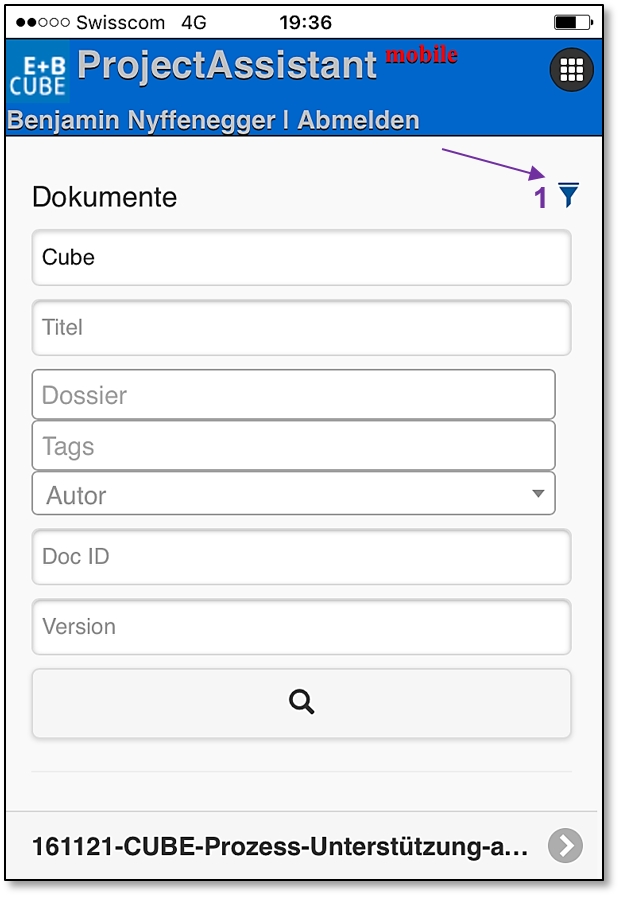 Swisscom 4G 19:36
E+B CUBE ProjectAssistant mobile
Benjamin Nyffenegger | Abmelden
Dokumente 1
Cube
Titel
Dossier
Tags
Autor
Doc ID
Version
161121-CUBE-Prozess-Unterstützung-a...